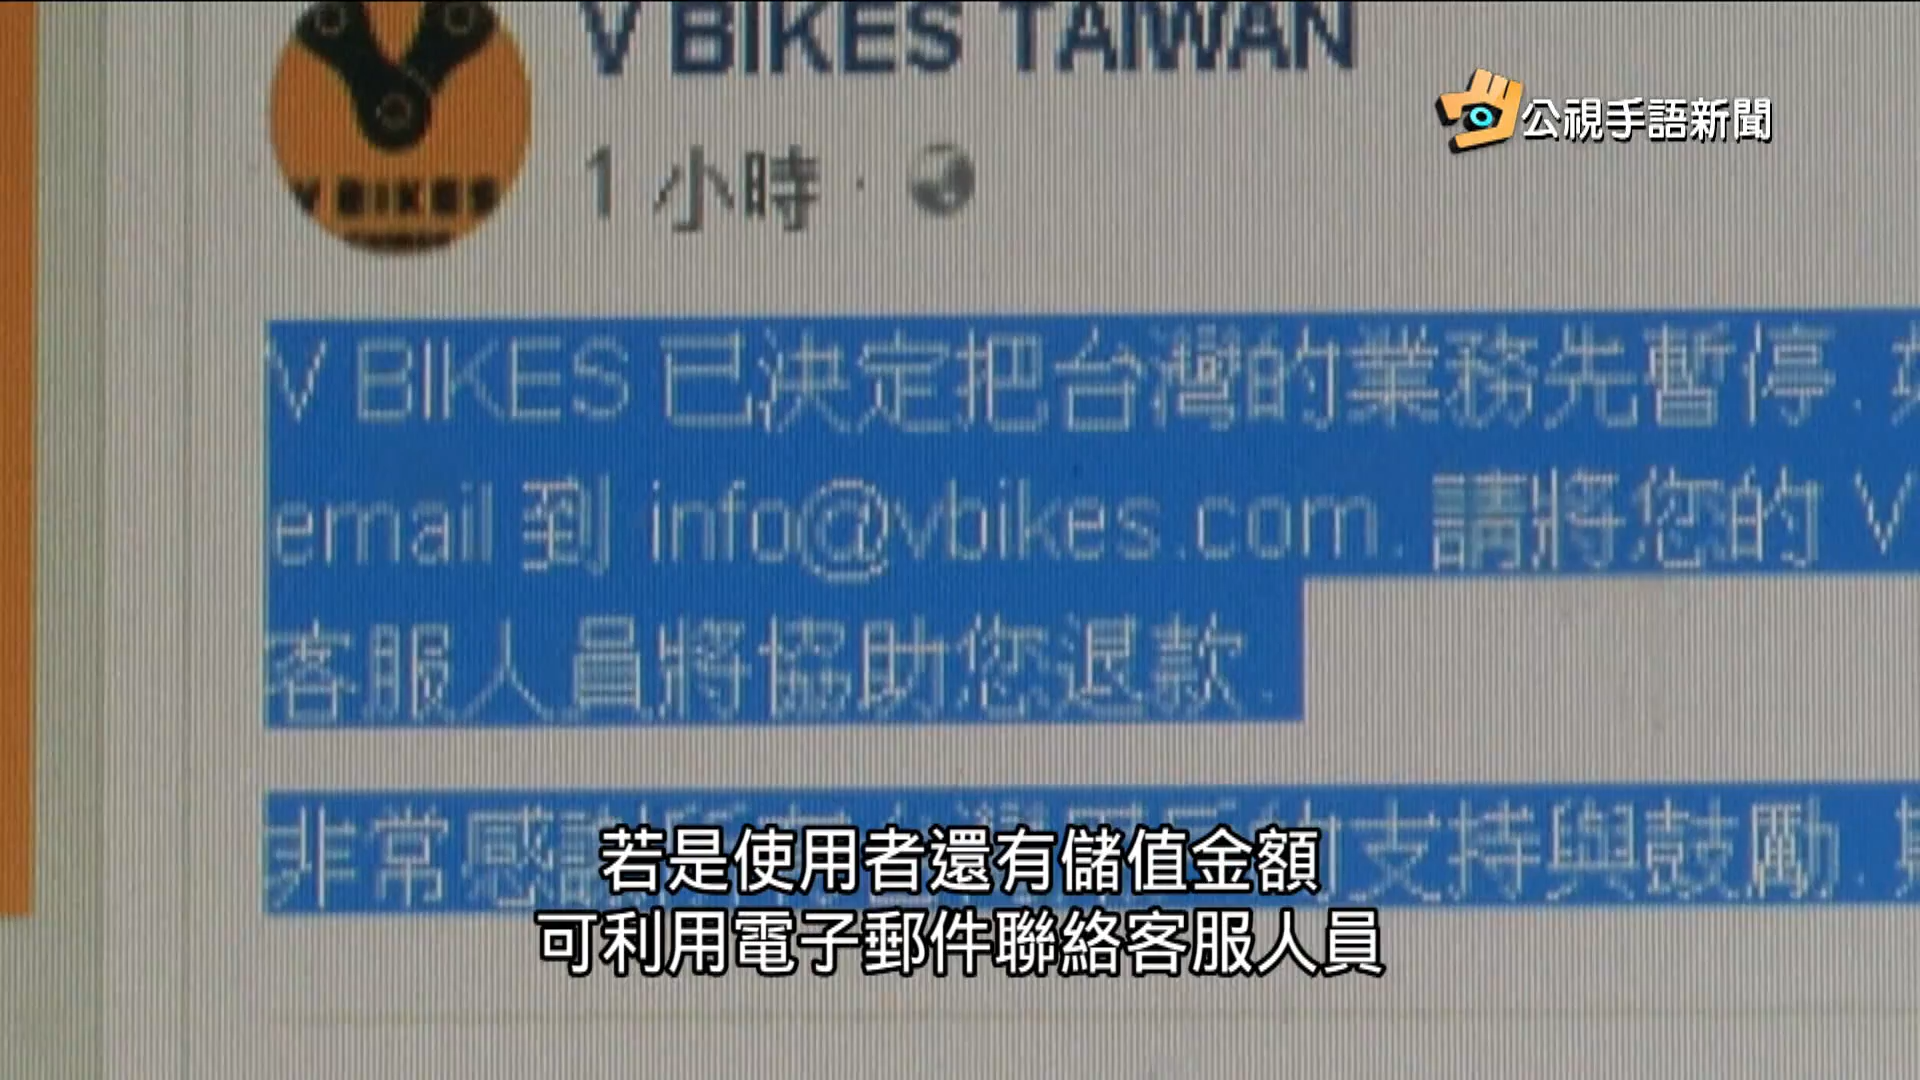 V BIKES TAIWAN
公視手語新聞
V BIKES
1 小時 ·
V BIKES 已決定把台灣的業務先暫停.
email 到 info@vbikes.com. 請將您的 V
客服人員將協助您退款.
非常感 的支持與鼓勵.
若是使用者還有儲值金額
可利用電子郵件聯絡客服人員